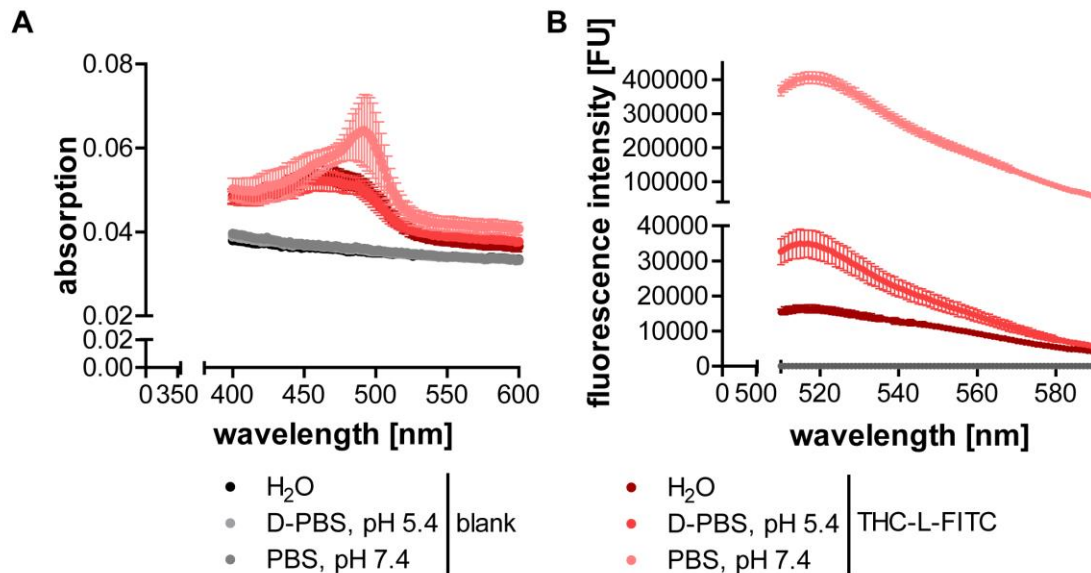 A
absorption
0.08
0.06
0.04
0.02
0.02
0.00
0 350 400 450 500 550 600
wavelength [nm]
B
fluorescence intensity [FU]
400000
300000
200000
100000
40000
30000
20000
10000
0
0 500 520 540 560 580
wavelength [nm]
H₂O
D-PBS, pH 5.4
PBS, pH 7.4
blank
H₂O
D-PBS, pH 5.4
PBS, pH 7.4
THC-L-FITC